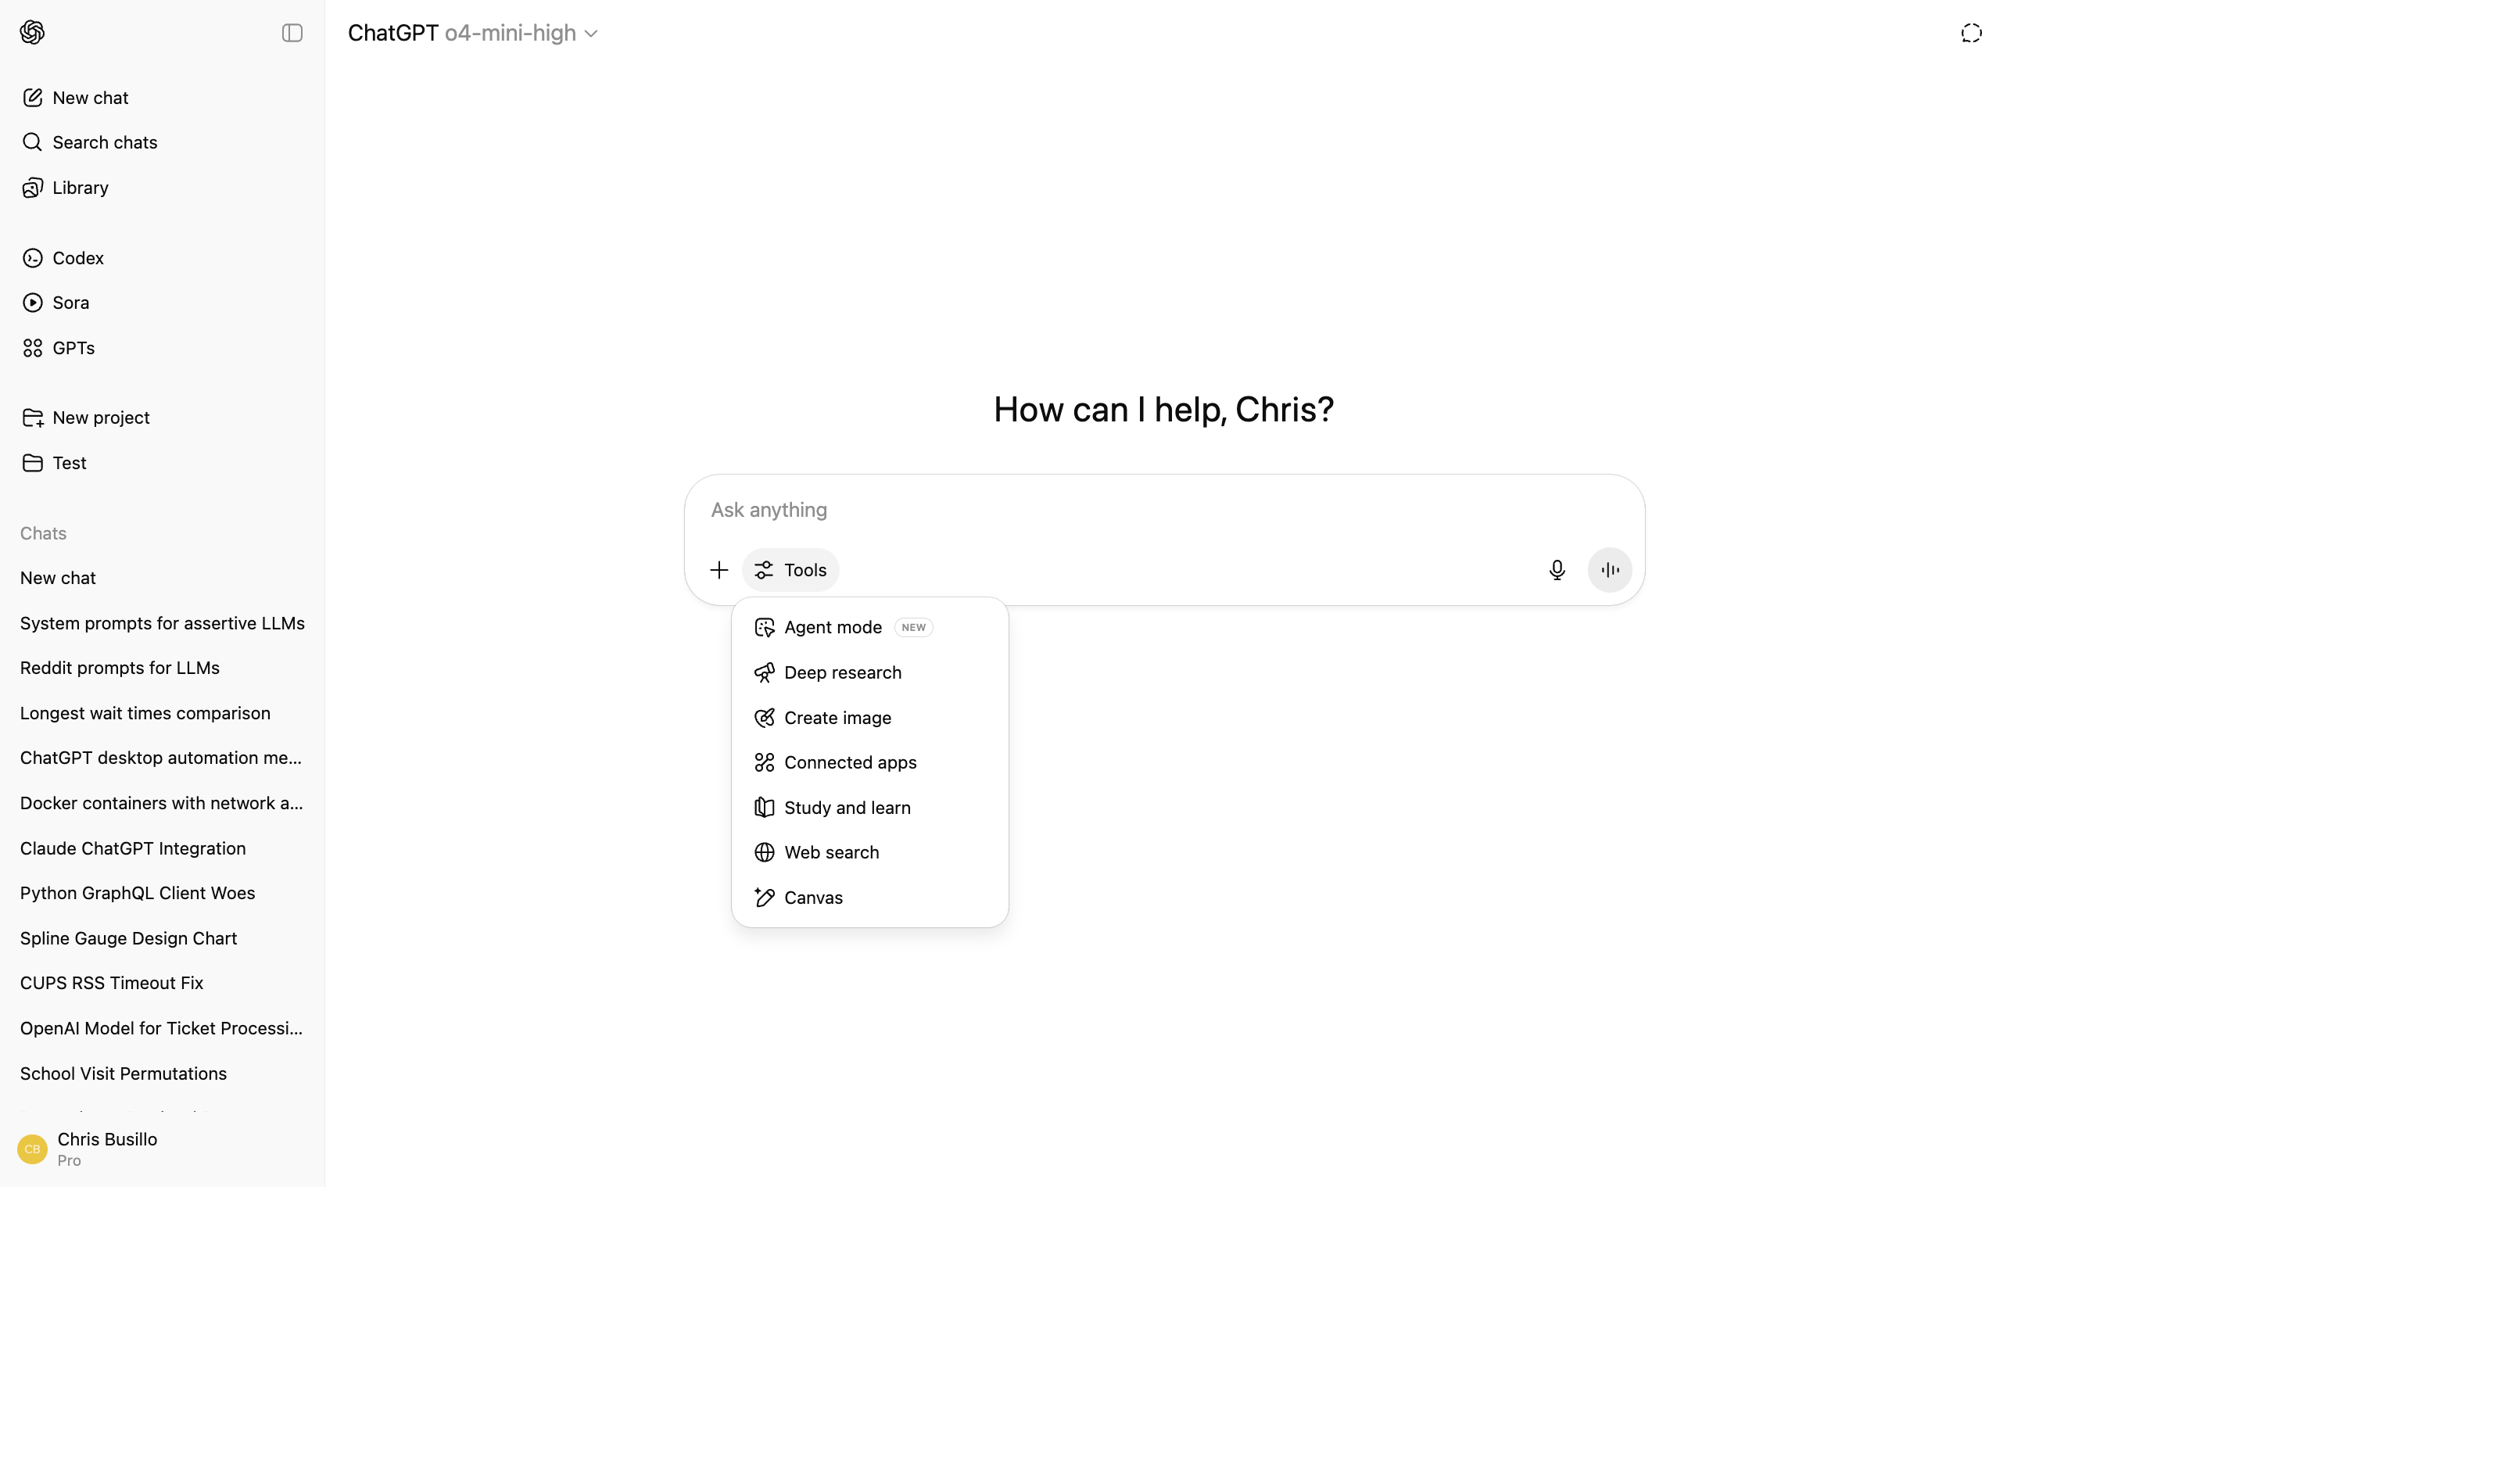 ChatGPT o4-mini-high
New chat
Search chats
Library
Codex
Sora
GPTs
New project
Test
Chats
New chat
System prompts for assertive LLMs
Reddit prompts for LLMs
Longest wait times comparison
ChatGPT desktop automation me...
Docker containers with network a...
Claude ChatGPT Integration
Python GraphQL Client Woes
Spline Gauge Design Chart
CUPS RSS Timeout Fix
OpenAI Model for Ticket Processi...
School Visit Permutations
CB
Chris Busillo
Pro
How can I help, Chris?
Ask anything
Tools
Agent mode NEW
Deep research
Create image
Connected apps
Study and learn
Web search
Canvas